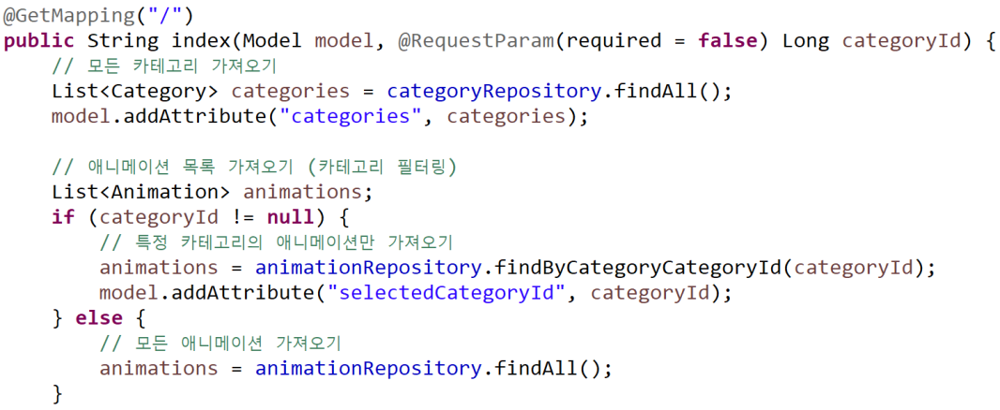 @GetMapping("/")
public String index(Model model, @RequestParam(required = false) Long categoryId) {
// 모든 카테고리 가져오기
List<Category> categories = categoryRepository.findAll();
model.addAttribute("categories", categories);
// 애니메이션 목록 가져오기 (카테고리 필터링)
List<Animation> animations;
if (categoryId != null) {
// 특정 카테고리의 애니메이션만 가져오기
animations = animationRepository.findByCategoryCategoryId(categoryId);
model.addAttribute("selectedCategoryId", categoryId);
} else {
// 모든 애니메이션 가져오기
animations = animationRepository.findAll();
}